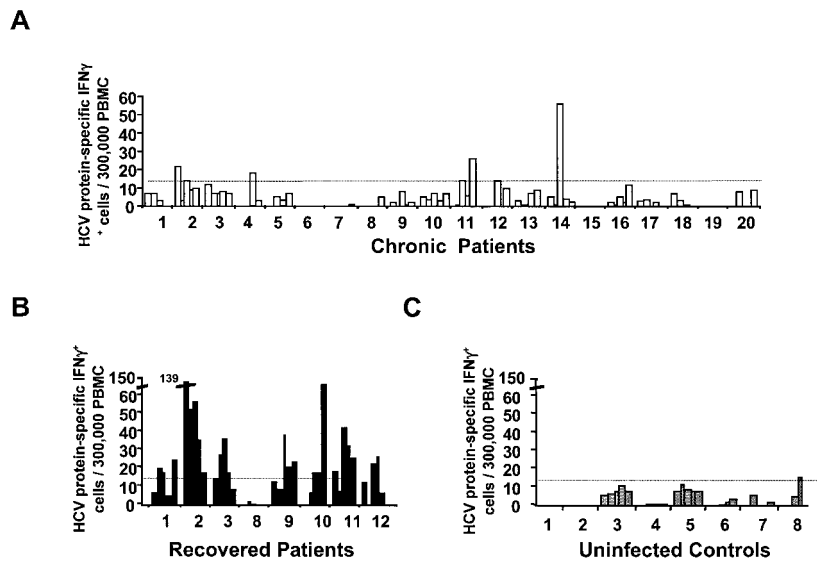 A
HCV protein-specific IFNγ
+ cells / 300,000 PBMC
60
50
40
30
20
10
0
1 2 3 4 5 6 7 8 9 10 11 12 13 14 15 16 17 18 19 20
Chronic Patients
B
HCV protein-specific IFNγ+
cells / 300,000 PBMC
150
60
50
40
30
20
10
0
139
1 2 3 8 9 10 11 12
Recovered Patients
C
HCV protein-specific IFNγ+
cells / 300,000 PBMC
150
60
50
40
30
20
10
0
1 2 3 4 5 6 7 8
Uninfected Controls